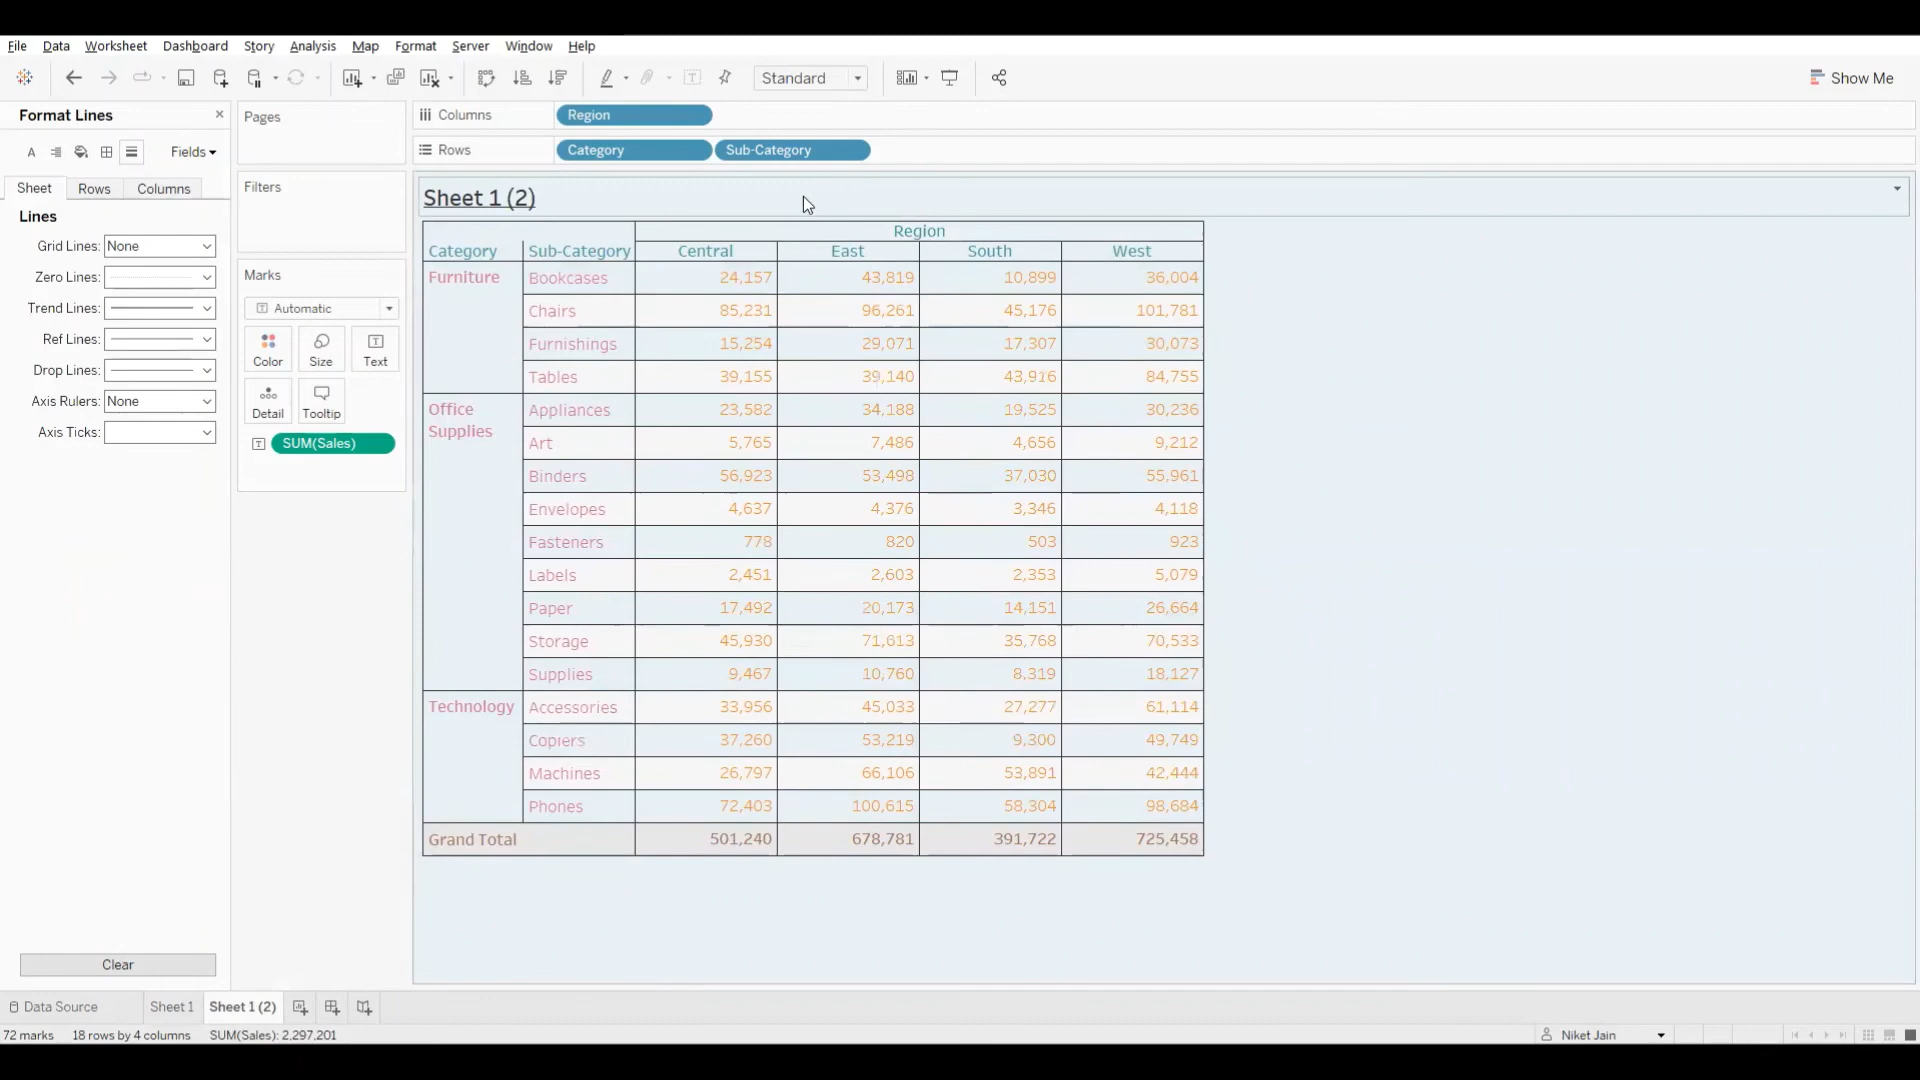 File Data Worksheet Dashboard Story Analysis Map Format Server Window Help
Standard
Show Me
Format Lines
Fields
Sheet Rows Columns
Lines
Grid Lines: None
Zero Lines:
Trend Lines:
Ref Lines:
Drop Lines:
Axis Rulers: None
Axis Ticks:
Clear
Pages
Filters
Marks
Automatic
Color Size Text
Detail Tooltip
SUM(Sales)
Columns Region
Rows Category Sub-Category
Sheet 1 (2)
Region
Category Sub-Category Central East South West
Furniture Bookcases 24,157 43,819 10,899 36,004
Chairs 85,231 96,261 45,176 101,781
Furnishings 15,254 29,071 17,307 30,073
Tables 39,155 39,140 43,916 84,755
Office Supplies Appliances 23,582 34,188 19,525 30,236
Art 5,765 7,486 4,656 9,212
Binders 56,923 53,498 37,030 55,961
Envelopes 4,637 4,376 3,346 4,118
Fasteners 778 820 503 923
Labels 2,451 2,603 2,353 5,079
Paper 17,492 20,173 14,151 26,664
Storage 45,930 71,613 35,768 70,533
Supplies 9,467 10,760 8,319 18,127
Technology Accessories 33,956 45,033 27,277 61,114
Copiers 37,260 53,219 9,300 49,749
Machines 26,797 66,106 53,891 42,444
Phones 72,403 100,615 58,304 98,684
Grand Total 501,240 678,781 391,722 725,458
Data Source Sheet 1 Sheet 1 (2)
72 marks 18 rows by 4 columns SUM(Sales): 2,297,201 Niket Jain